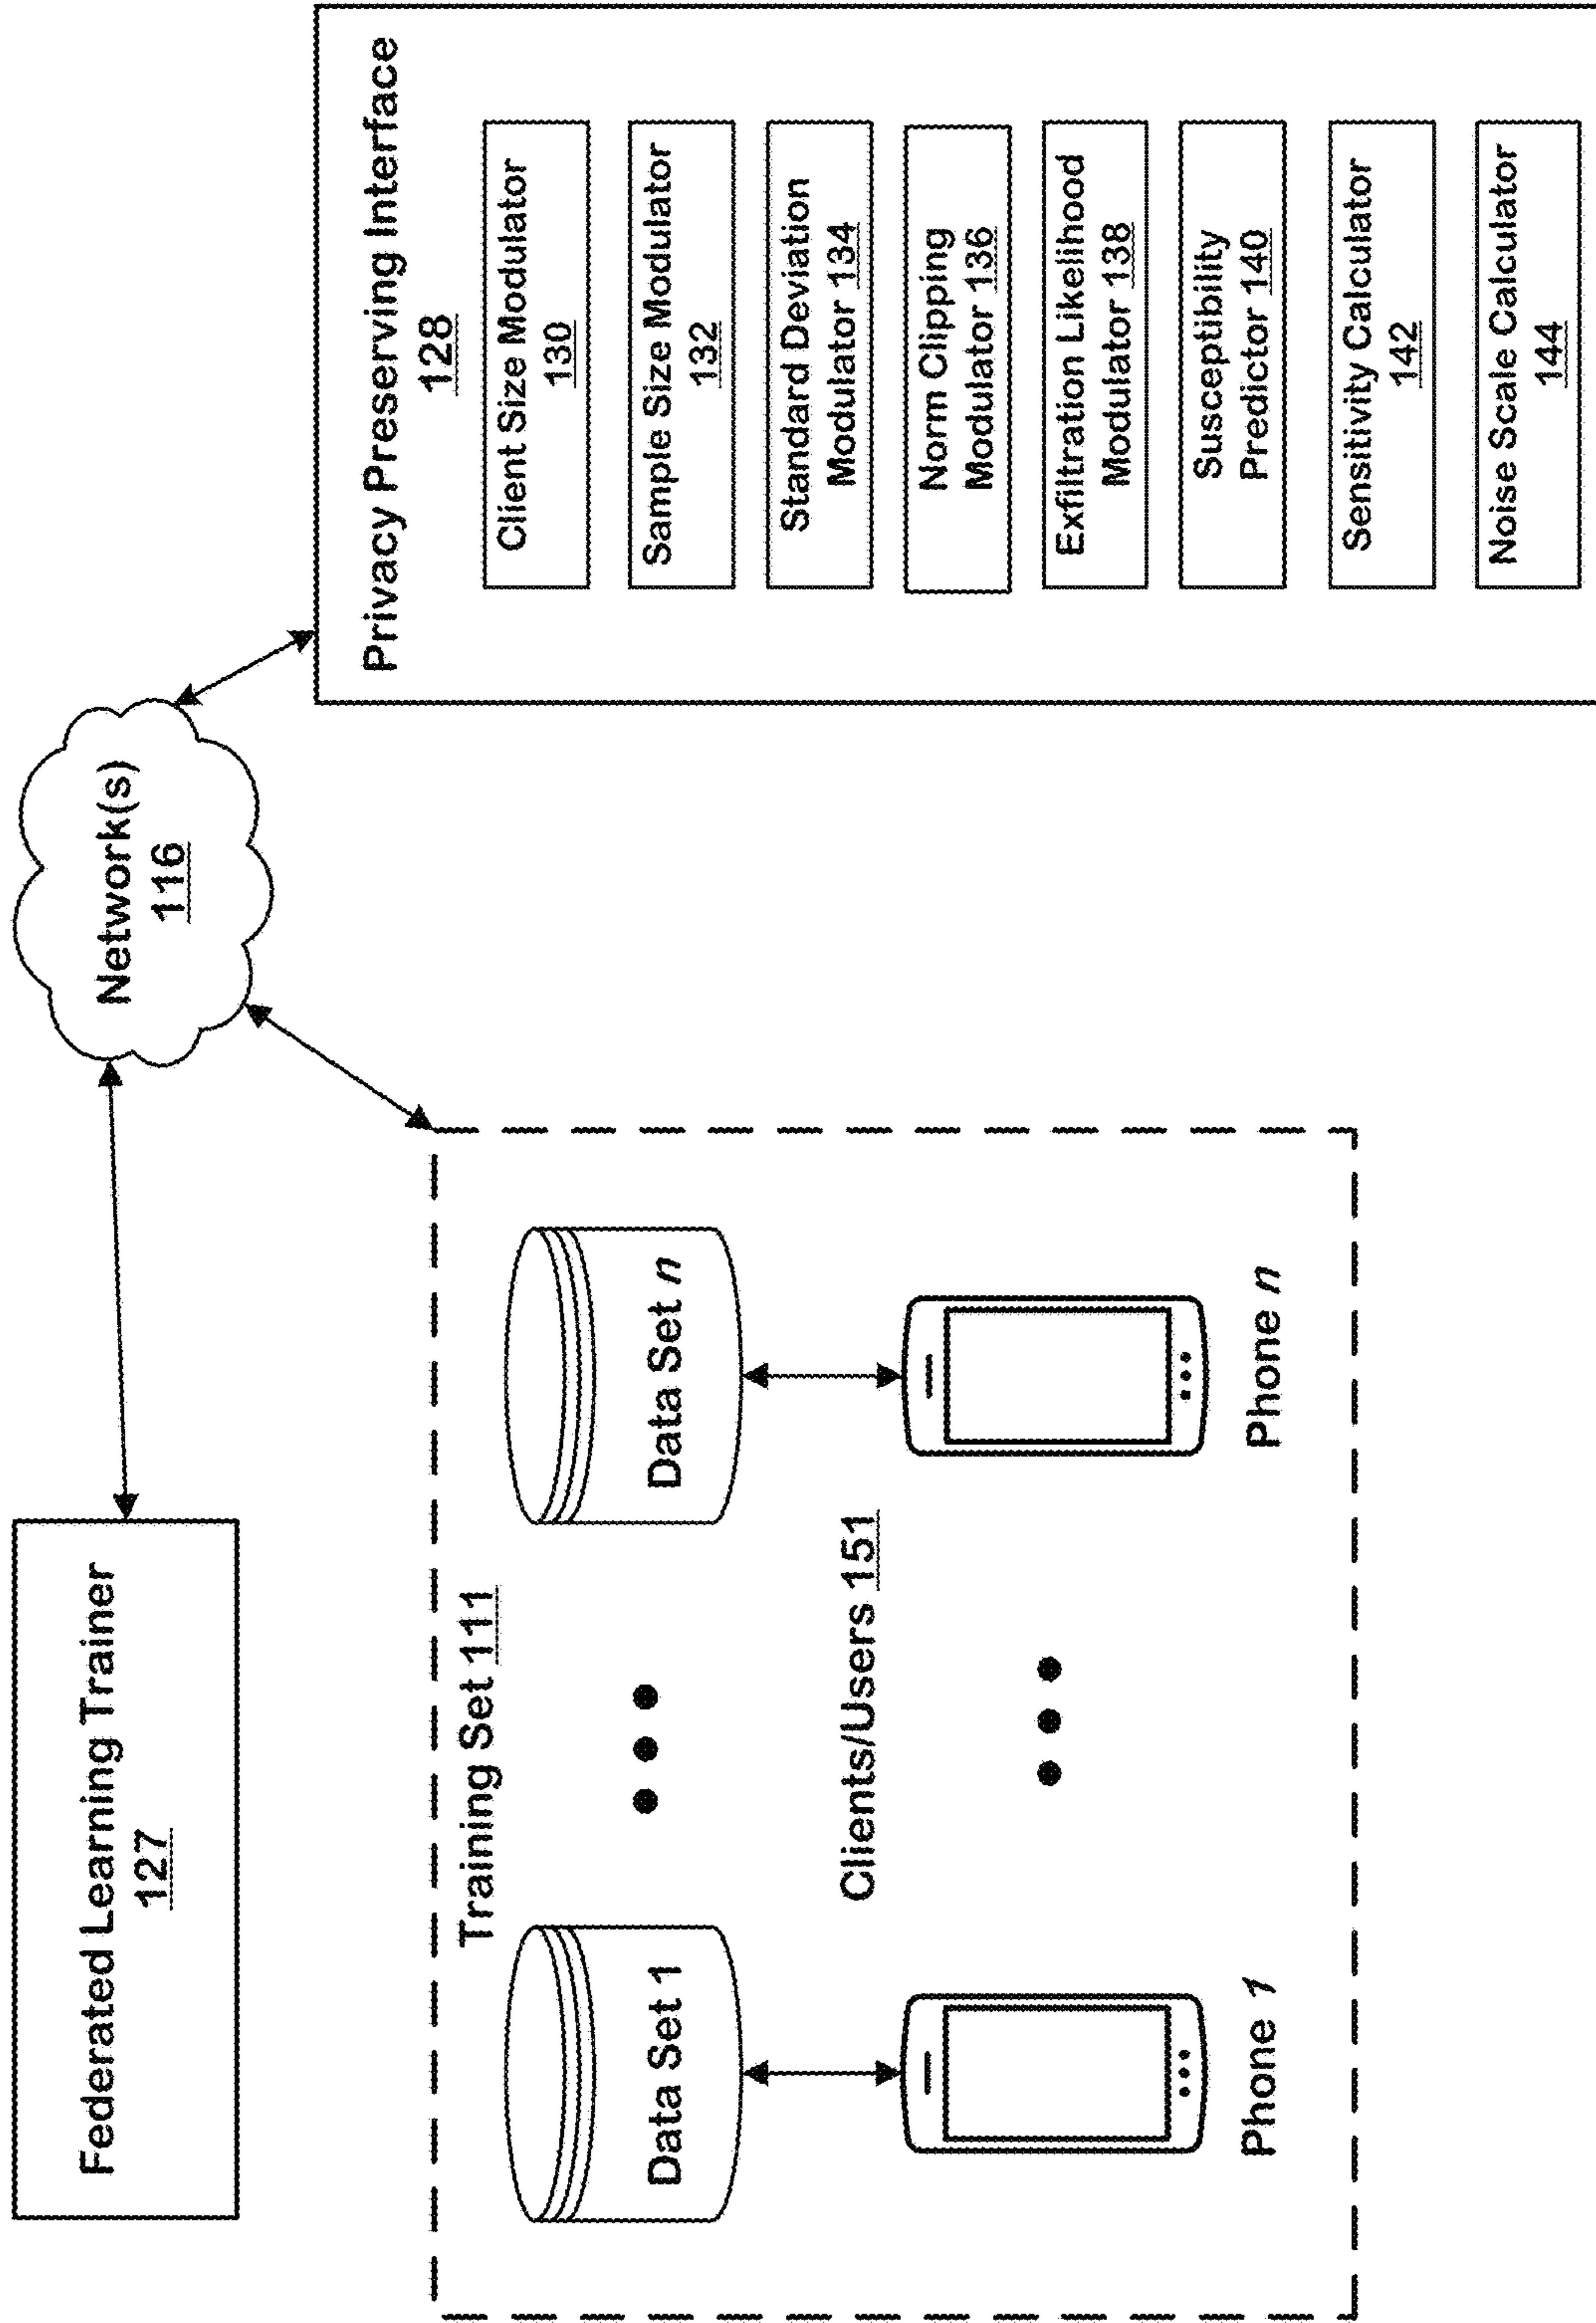 Federated Learning Trainer
127
Network(s)
116
Training Set 111
Data Set 1
Data Set n
Clients/Users 151
Phone 1
Phone n
Privacy Preserving Interface
128
Client Size Modulator
130
Sample Size Modulator
132
Standard Deviation
Modulator 134
Norm Clipping
Modulator 136
Exfiltration Likelihood
Modulator 138
Susceptibility
Predictor 140
Sensitivity Calculator
142
Noise Scale Calculator
144